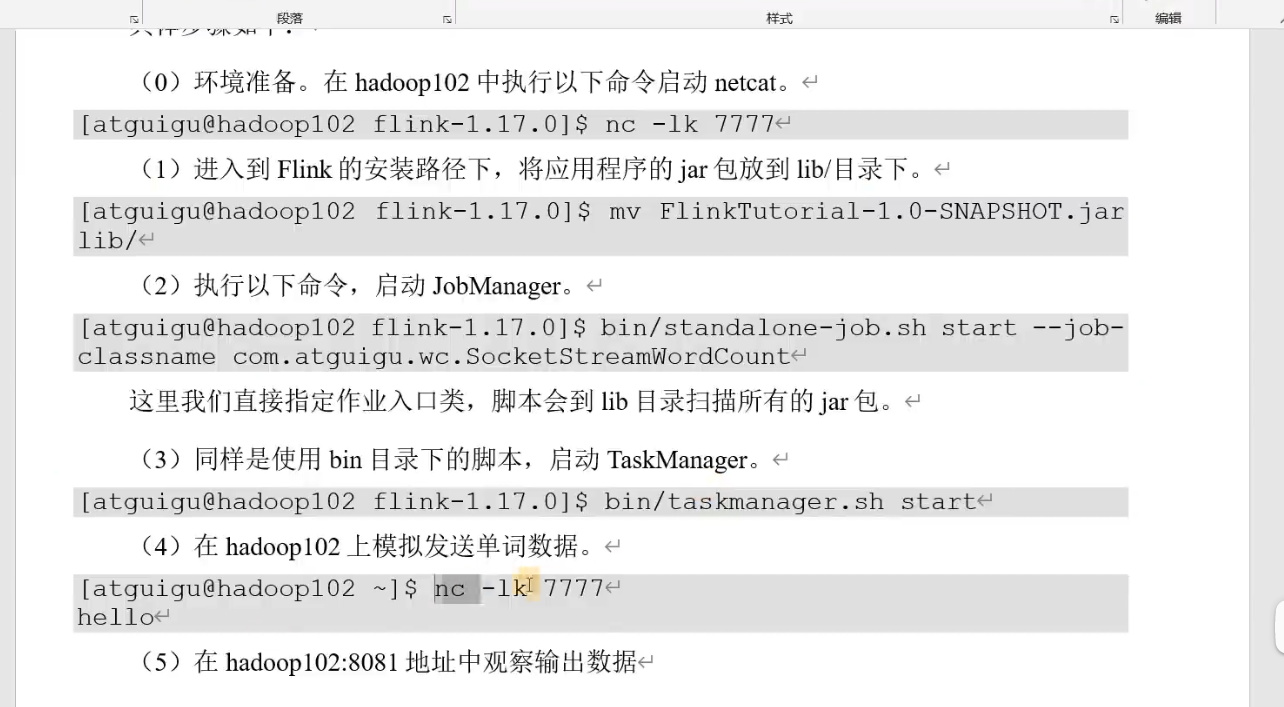 段落 样式 编辑
具体步骤如下：
（0）环境准备。在 hadoop102 中执行以下命令启动 netcat。
[atguigu@hadoop102 flink-1.17.0]$ nc -lk 7777
（1）进入到 Flink 的安装路径下，将应用程序的 jar 包放到 lib/目录下。
[atguigu@hadoop102 flink-1.17.0]$ mv FlinkTutorial-1.0-SNAPSHOT.jar
lib/
（2）执行以下命令，启动 JobManager。
[atguigu@hadoop102 flink-1.17.0]$ bin/standalone-job.sh start --job-
classname com.atguigu.wc.SocketStreamWordCount
这里我们直接指定作业入口类，脚本会到 lib 目录扫描所有的 jar 包。
（3）同样是使用 bin 目录下的脚本，启动 TaskManager。
[atguigu@hadoop102 flink-1.17.0]$ bin/taskmanager.sh start
（4）在 hadoop102 上模拟发送单词数据。
[atguigu@hadoop102 ~]$ nc -lk 7777
hello
（5）在 hadoop102:8081 地址中观察输出数据